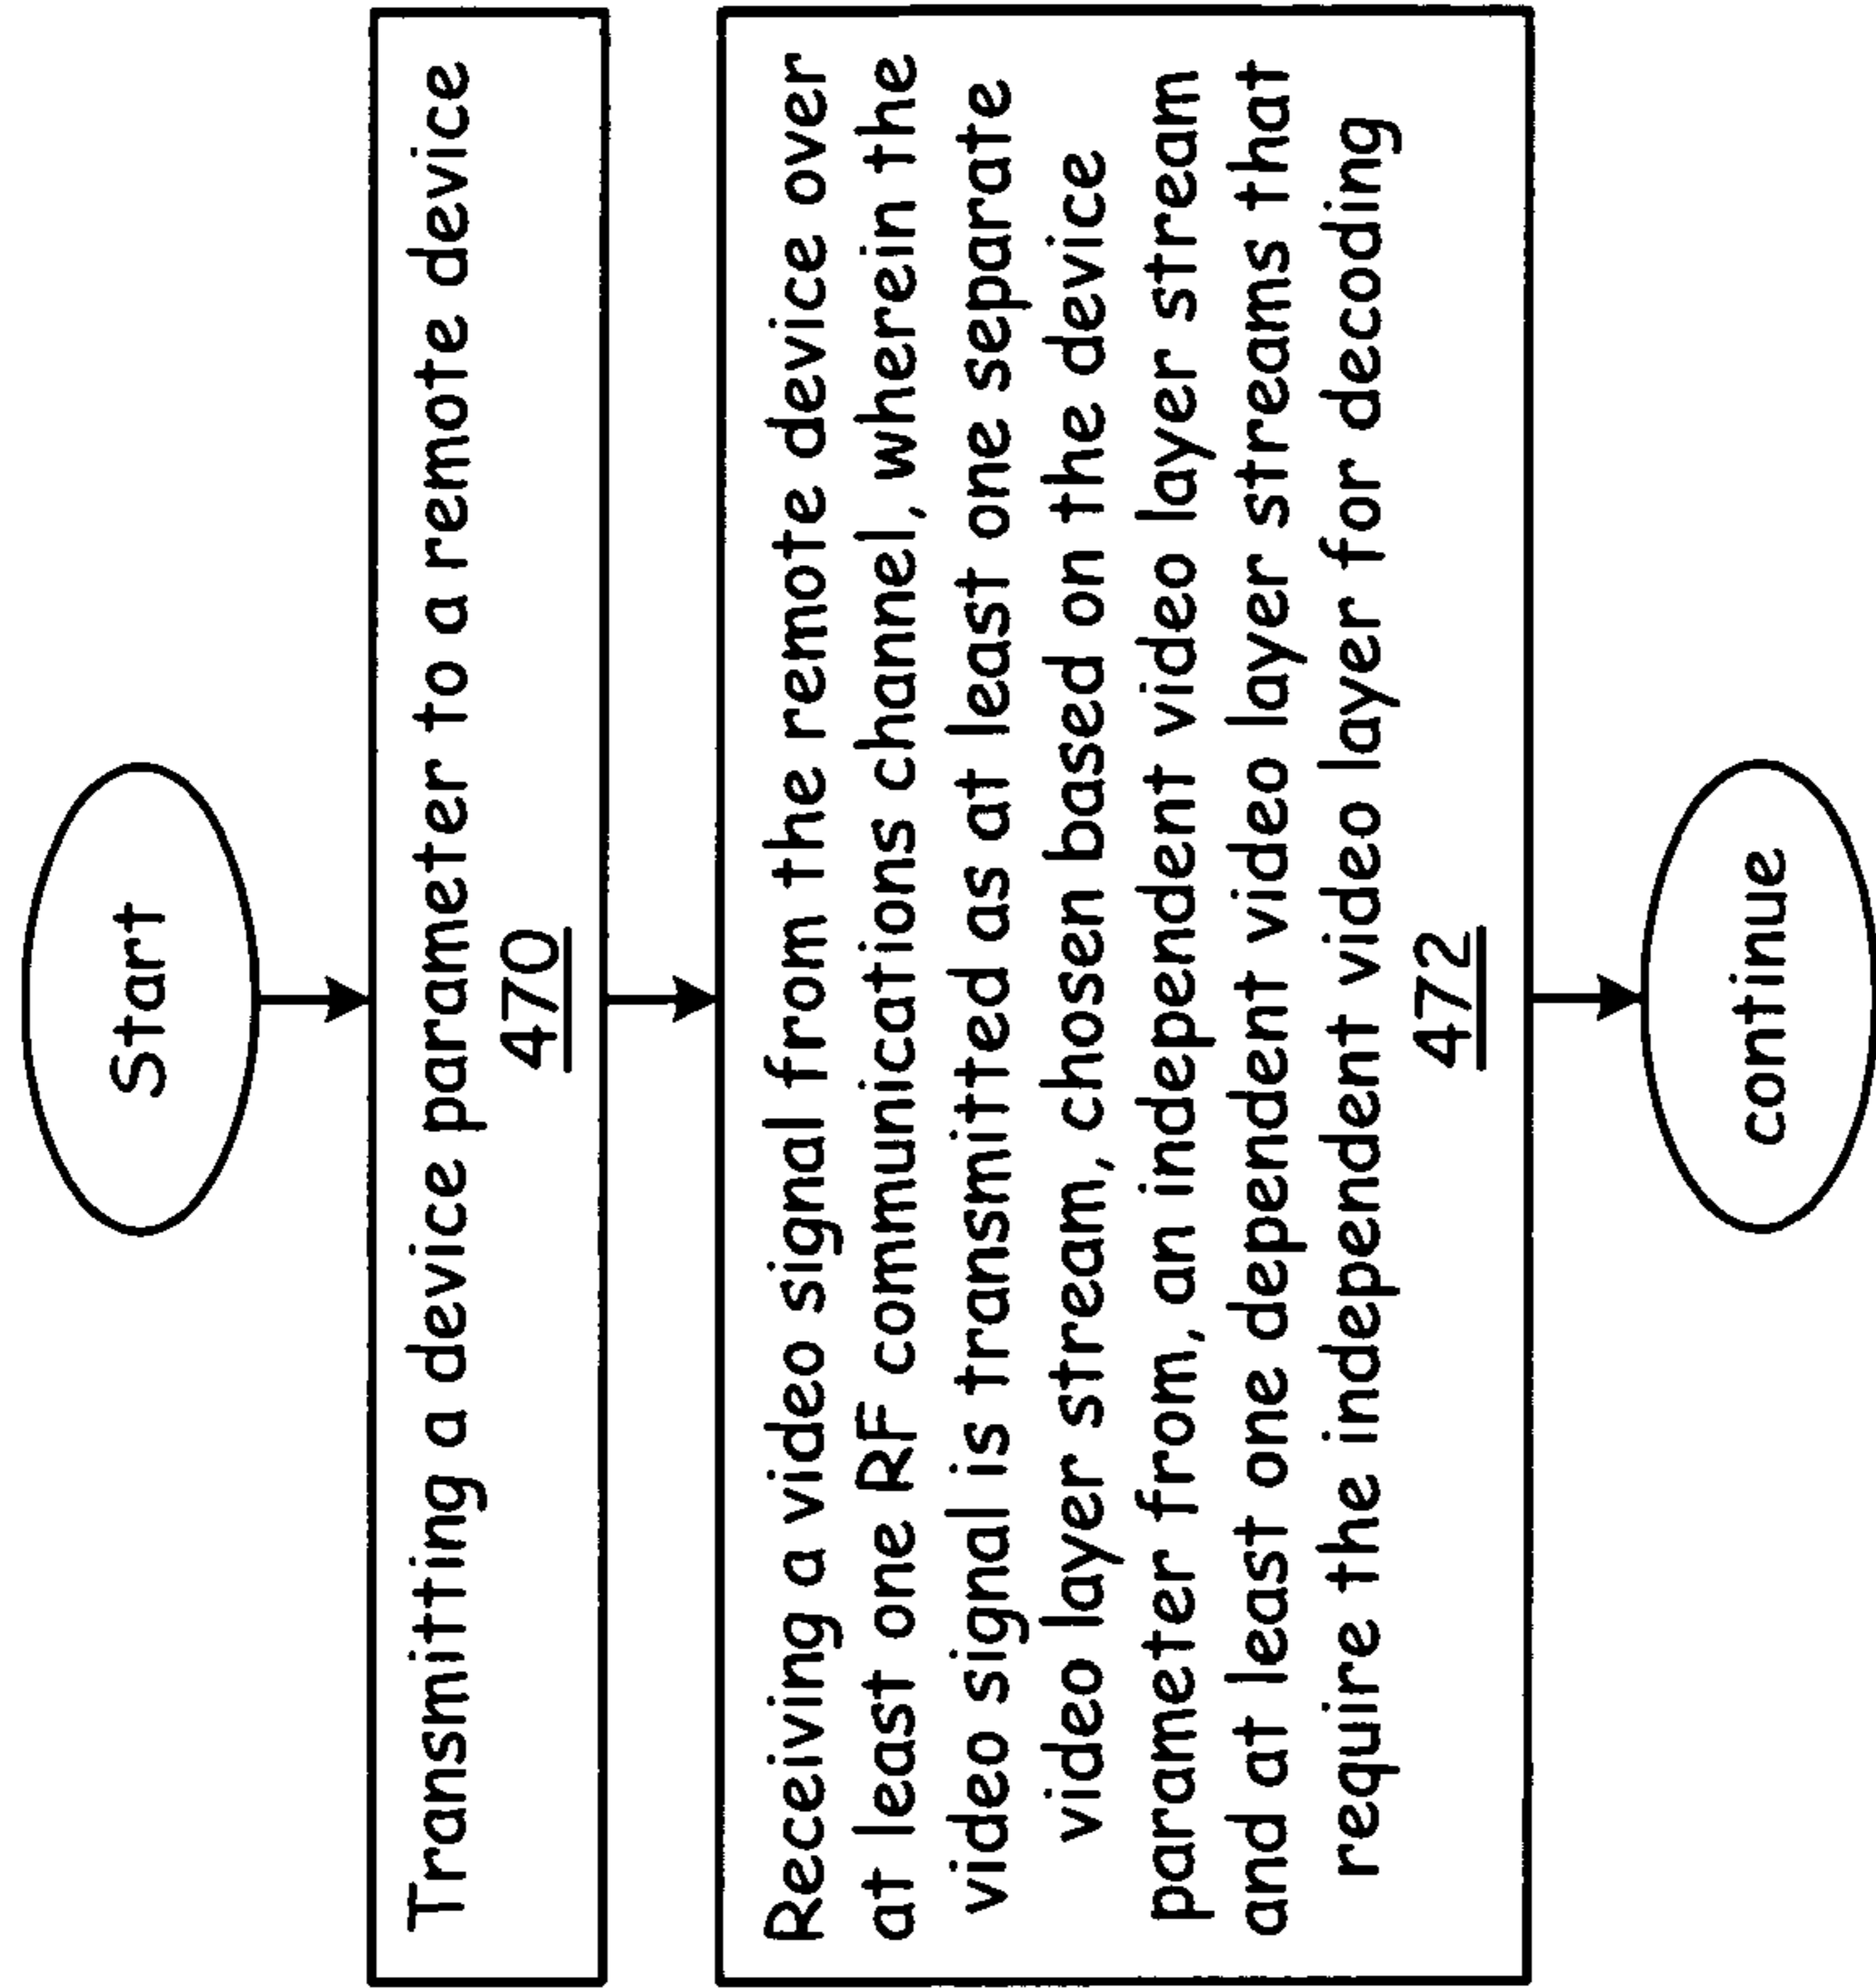 Start
Transmitting a device parameter to a remote device
470
Receiving a video signal from the remote device over
at least one RF communications channel, wherein the
video signal is transmitted as at least one separate
video layer stream, chosen based on the device
parameter from, an independent video layer stream
and at least one dependent video layer streams that
require the independent video layer for decoding
472
continue